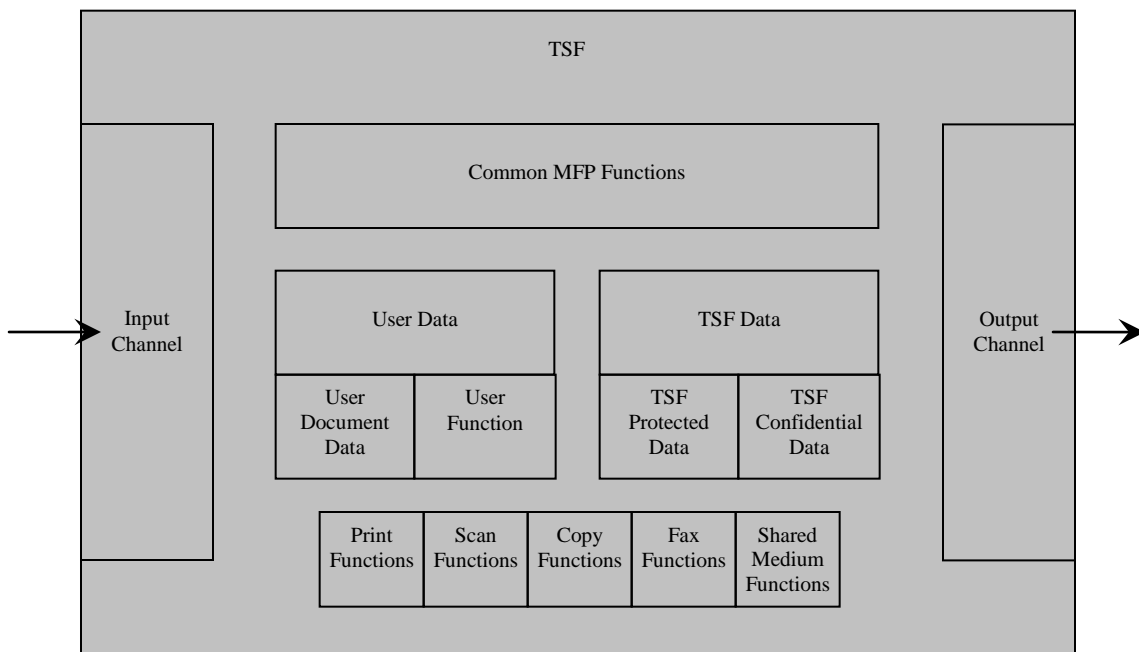 TSF
Common MFP Functions
Input
Channel
User Data
TSF Data
Output
Channel
User
Document
Data
User
Function
TSF
Protected
Data
TSF
Confidential
Data
Print
Functions
Scan
Functions
Copy
Functions
Fax
Functions
Shared
Medium
Functions